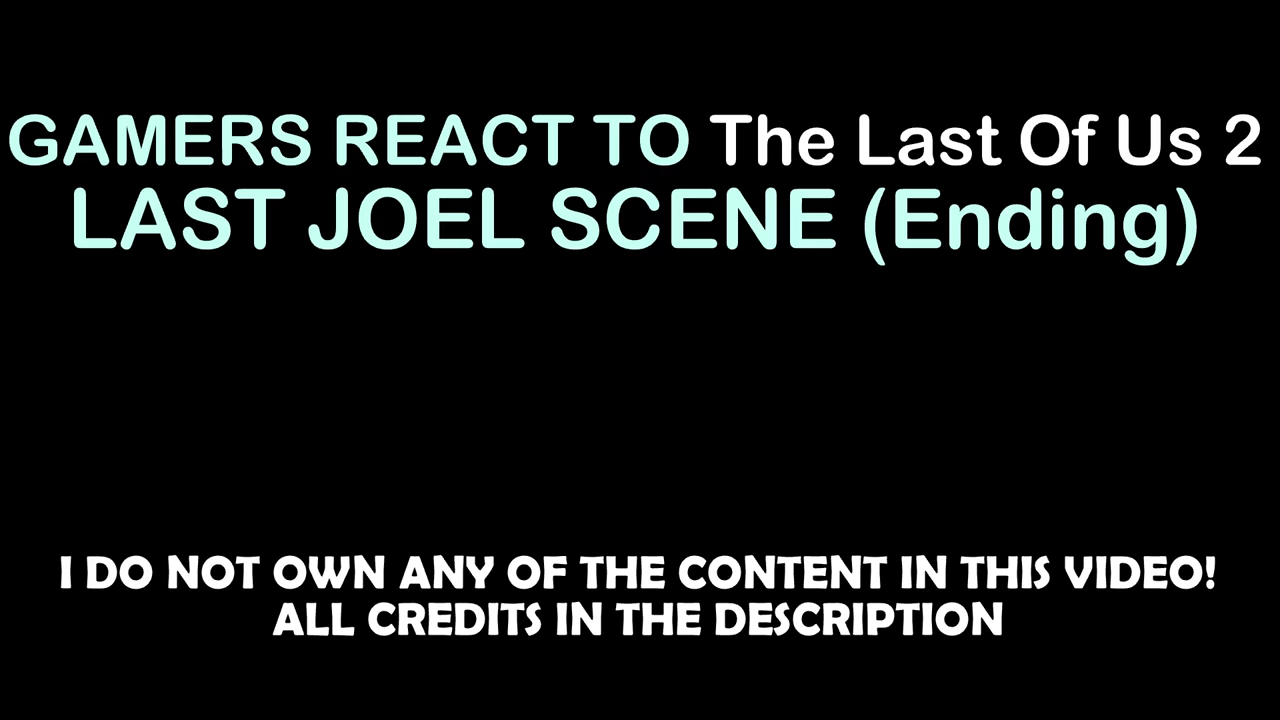 GAMERS REACT TO The Last Of Us 2
LAST JOEL SCENE (Ending)
I DO NOT OWN ANY OF THE CONTENT IN THIS VIDEO!
ALL CREDITS IN THE DESCRIPTION